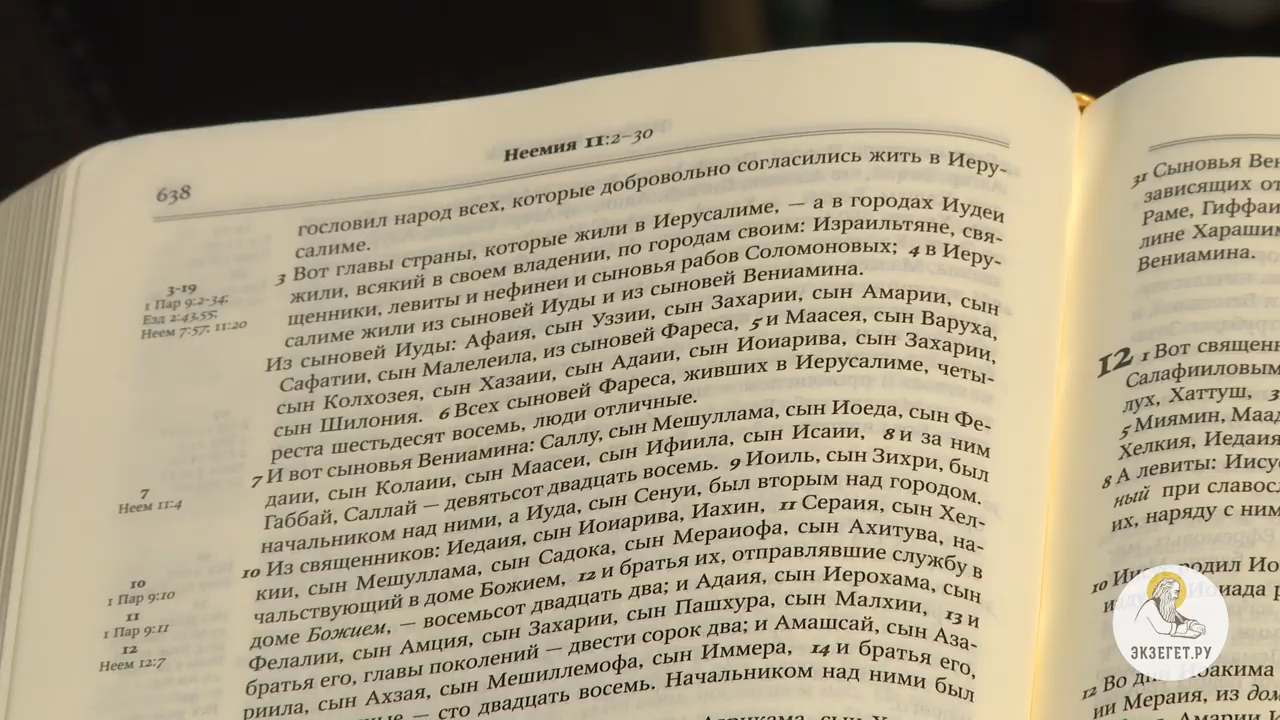 Неемия 11:2–30
638
гословил народ всех, которые добровольно согласились жить в Иеру-
салиме.
3 Вот главы страны, которые жили в Иерусалиме, — а в городах Иудеи
жили, всякий в своем владении, по городам своим: Израильтяне, свя-
щенники, левиты и нефинеи и сыновья рабов Соломоновых; 4 в Иеру-
салиме жили из сыновей Иуды и из сыновей Вениамина.
Из сыновей Иуды: Афаия, сын Уззии, сын Захарии, сын Амарии, сын
Сафатии, сын Малелеила, из сыновей Фареса, 5 и Маасея, сын Варуха,
сын Колхозея, сын Хазаии, сын Адаии, сын Иоиарива, сын Захарии,
сын Шилония. 6 Всех сыновей Фареса, живших в Иерусалиме, четы-
реста шестьдесят восемь, люди отличные.
7 И вот сыновья Вениамина: Саллу, сын Мешуллама, сын Иоеда, сын Фе-
даии, сын Колаии, сын Маасеи, сын Ифиила, сын Исаии, 8 и за ним
Габбай, Саллай — девятьсот двадцать восемь. 9 Иоиль, сын Зихри, был
начальником над ними, а Иуда, сын Сенуи, был вторым над городом.
10 Из священников: Иедаия, сын Иоиарива, Иахин, 11 Сераия, сын Хел-
кии, сын Мешуллама, сын Садока, сын Мераиофа, сын Ахитува, на-
чальствующий в доме Божием, 12 и братья их, отправлявшие службу в
доме Божием, — восемьсот двадцать два; и Адаия, сын Иерохама, сын
Фелалии, сын Амция, сын Захарии, сын Пашхура, сын Малхии, 13 и
братья его, главы поколений — двести сорок два; и Амашсай, сын Аза-
риила, сын Ахзая, сын Мешиллемофа, сын Иммера, 14 и братья его,
— сто двадцать восемь. Начальником над ними был
3-19
1 Пар 9:2-34;
Езд 2:43,55;
Неем 7:57; 11:20
7
Неем 11:4
10
1 Пар 9:10
11
1 Пар 9:11
12
Неем 12:7
31 Сыновья Вен
зависящих от
Раме, Гиффаи
лине Харашим
Вениамина.
12 1 Вот священ
Салафииловым
лух, Хаттуш, 3
5 Миямин, Маад
Хелкия, Иедаия
8 А левиты: Иису
ный при славос
их, наряду с ним
10
12 Во дни Иоакима
ии Мераия, из дом
ЭКЗЕГЕТ.РУ